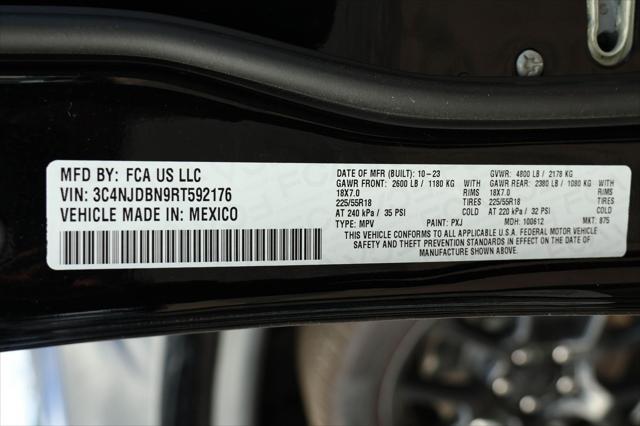 MFD BY: FCA US LLC
VIN: 3C4NJDBN9RT592176
VEHICLE MADE IN: MEXICO
DATE OF MFR (BUILT): 10-23 GVWR: 4800 LB / 2178 KG
GAWR FRONT: 2600 LB / 1180 KG WITH GAWR REAR: 2380 LB / 1080 KG WITH
18X7.0 RIMS 18X7.0 RIMS
225/55R18 TIRES 225/55R18 TIRES
AT 240 kPa / 35 PSI COLD AT 220 kPa / 32 PSI COLD
TYPE: MPV PAINT: PXJ MDH: 100612 MKT: 875
THIS VEHICLE CONFORMS TO ALL APPLICABLE U.S.A. FEDERAL MOTOR VEHICLE
SAFETY AND THEFT PREVENTION STANDARDS IN EFFECT ON THE DATE OF
MANUFACTURE SHOWN ABOVE.